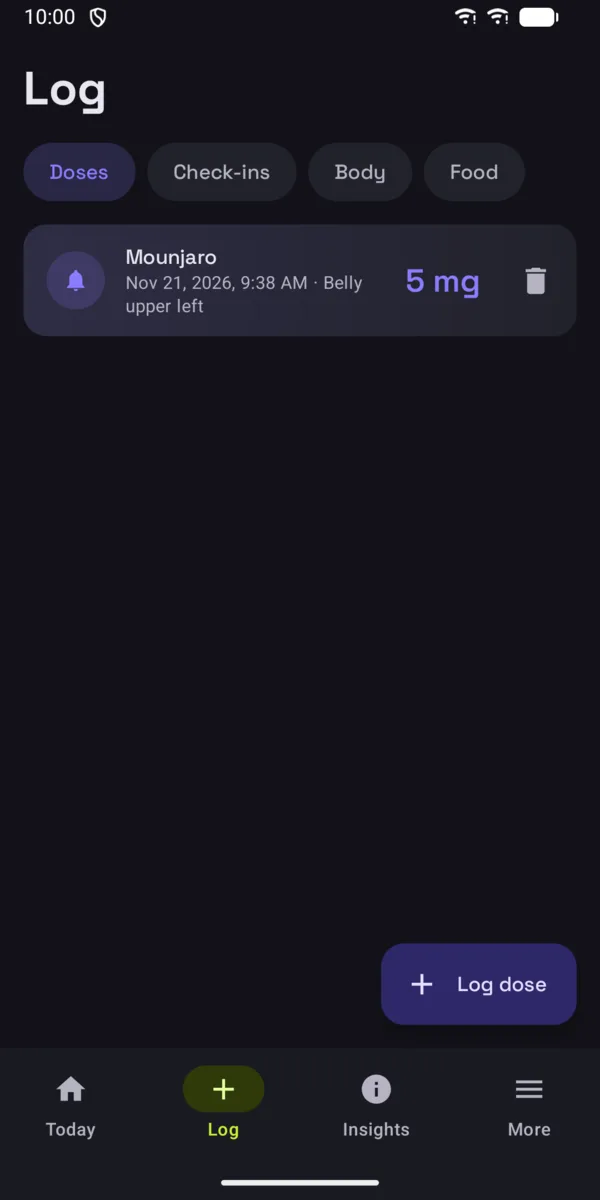 10:00
Log
Doses
Check-ins
Body
Food
Mounjaro
Nov 21, 2026, 9:38 AM · Belly
upper left
5 mg
Log dose
Today
Log
Insights
More